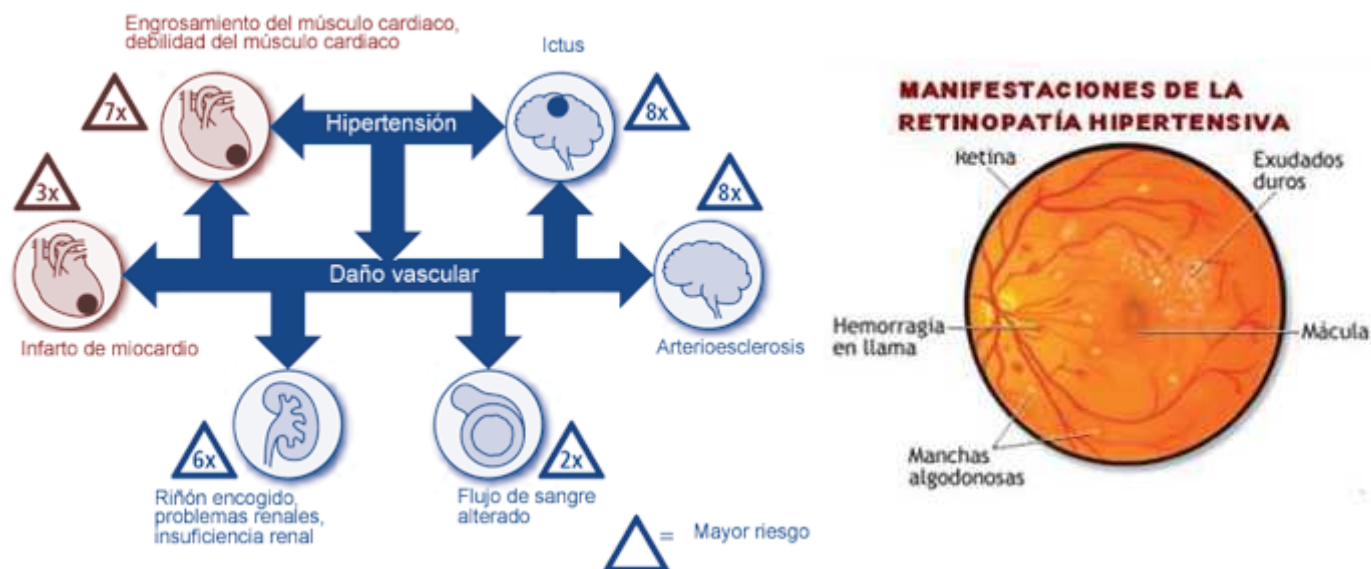 Engrosamiento del músculo cardiaco,
debilidad del músculo cardiaco
Ictus
7x
Hipertensión
8x
3x
8x
Daño vascular
Infarto de miocardio
Arterioesclerosis
6x
2x
Riñón encogido,
problemas renales,
insuficiencia renal
Flujo de sangre
alterado
= Mayor riesgo
MANIFESTACIONES DE LA
RETINOPATÍA HIPERTENSIVA
Retina
Exudados
duros
Hemorragía
en llama
Mácula
Manchas
algodonosas